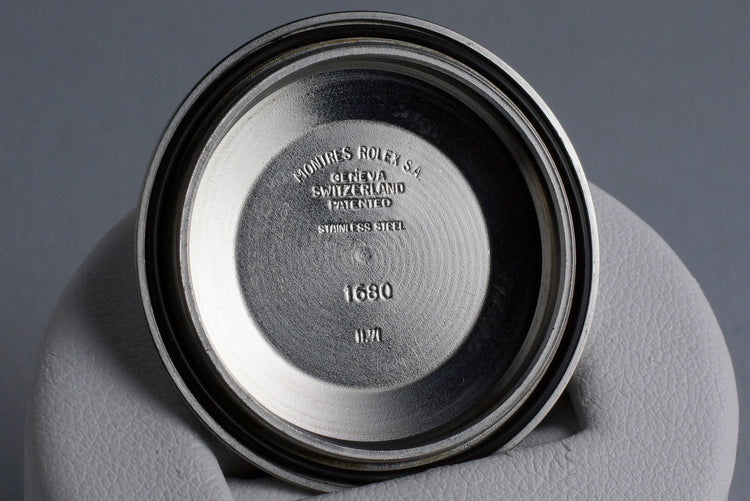 MONTRES ROLEX S.A.
GENEVA
SWITZERLAND
PATENTED
STAINLESS STEEL
1680